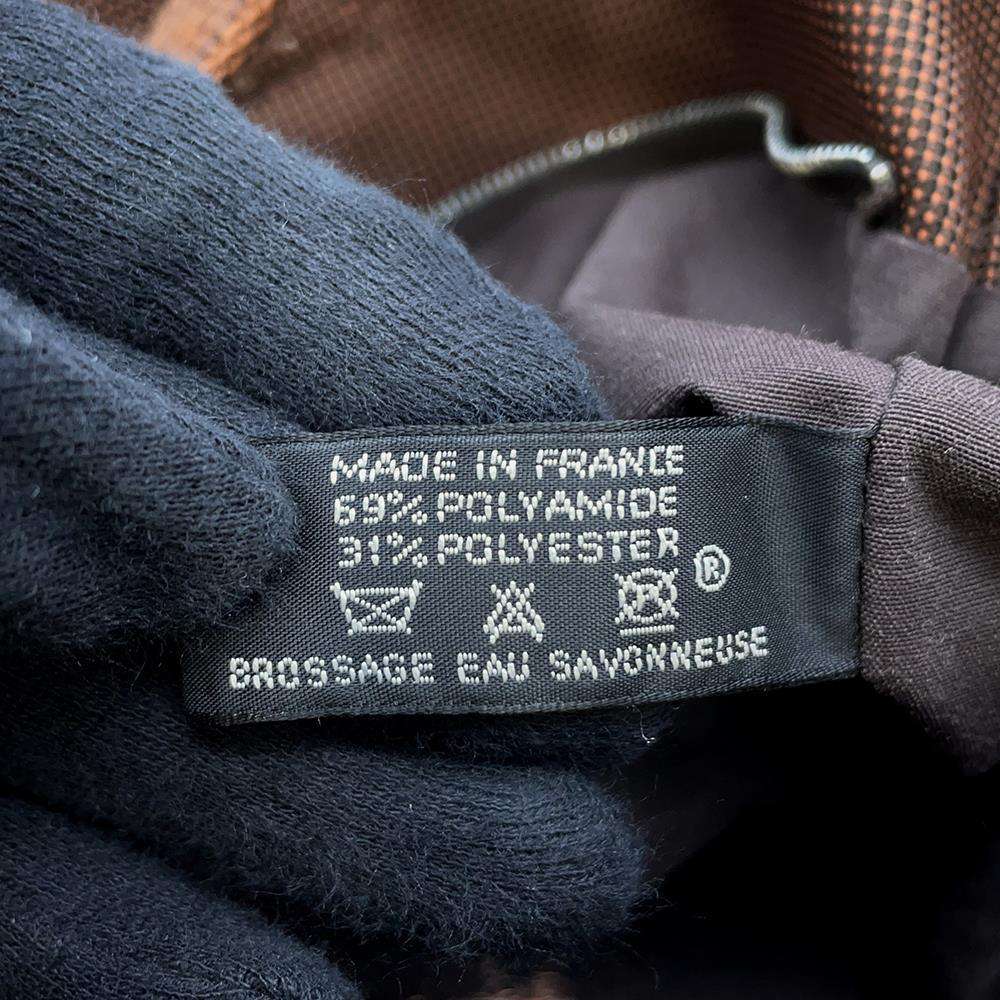 MADE IN FRANCE
69% POLYAMIDE
31% POLYESTER
®
BROSSAGE EAU SAVONNEUSE